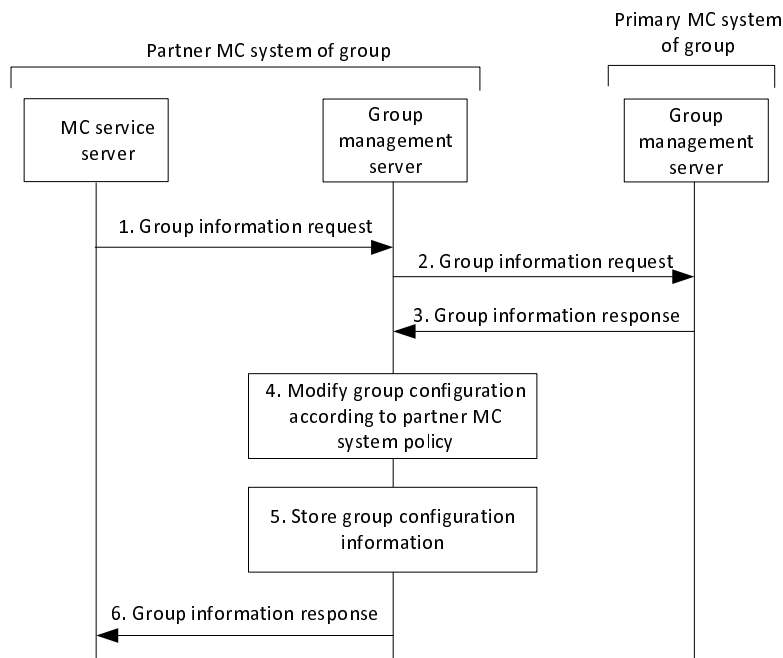 Partner MC system of group
Primary MC system
of group
MC service
server
Group
management
server
Group
management
server
1. Group information request
2. Group information request
3. Group information response
4. Modify group configuration
according to partner MC
system policy
5. Store group configuration
information
6. Group information response